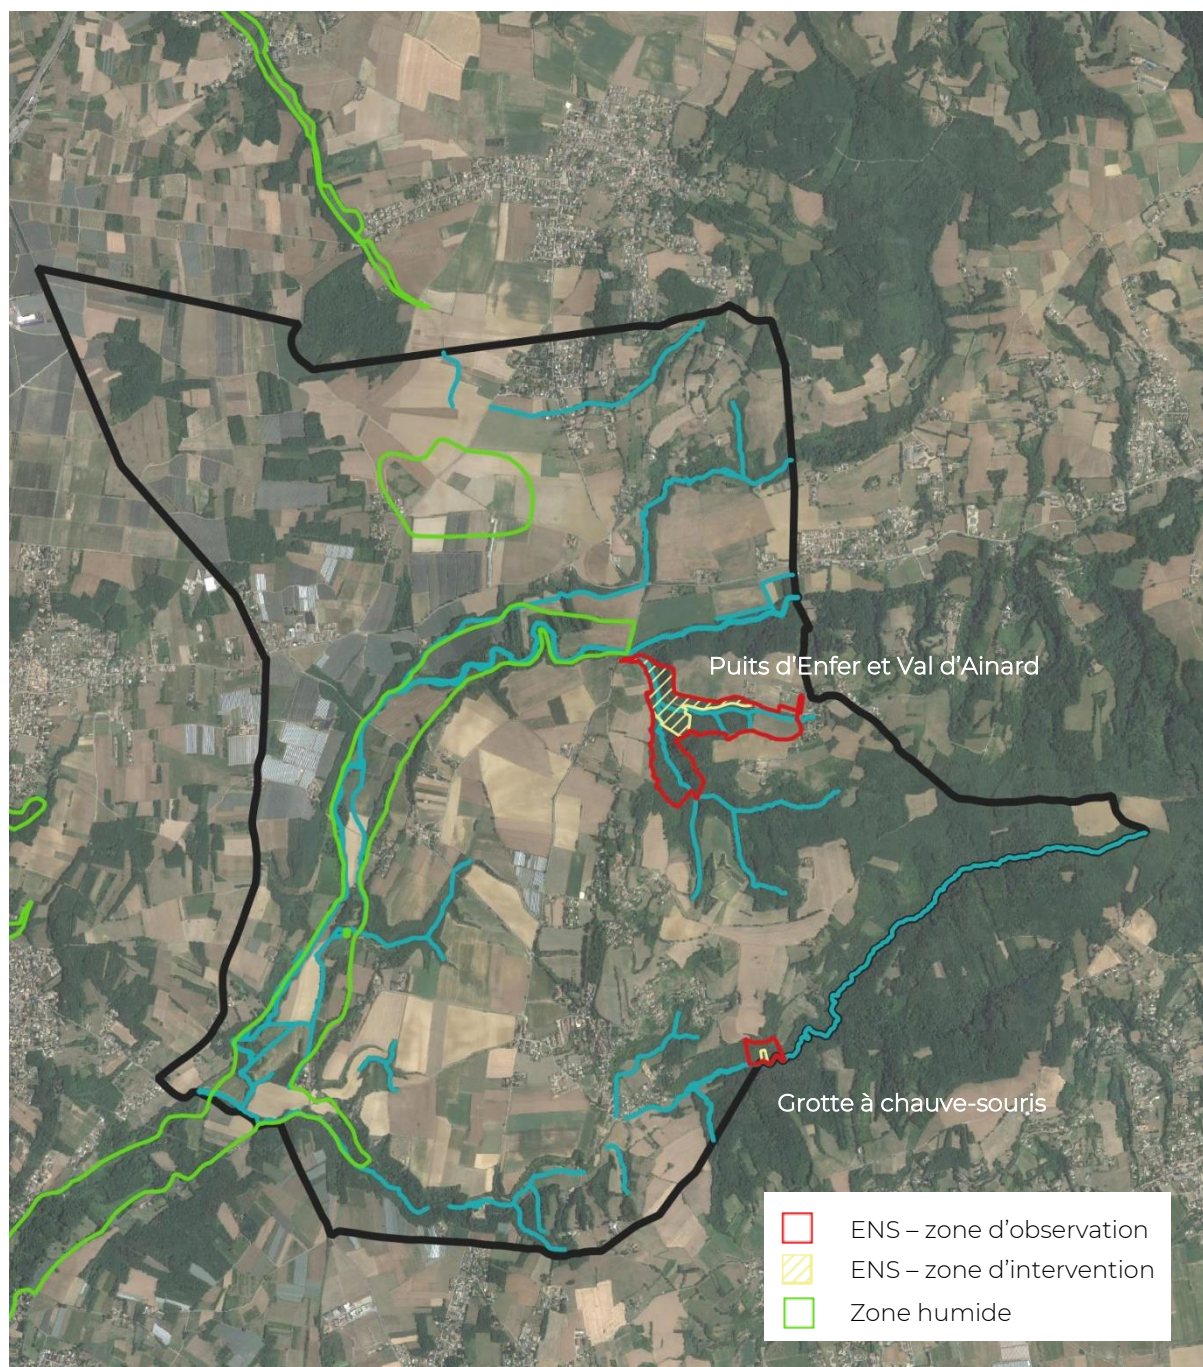 Puits d'Enfer et Val d'Ainard
Grotte à chauve-souris
ENS – zone d'observation
ENS – zone d'intervention
Zone humide